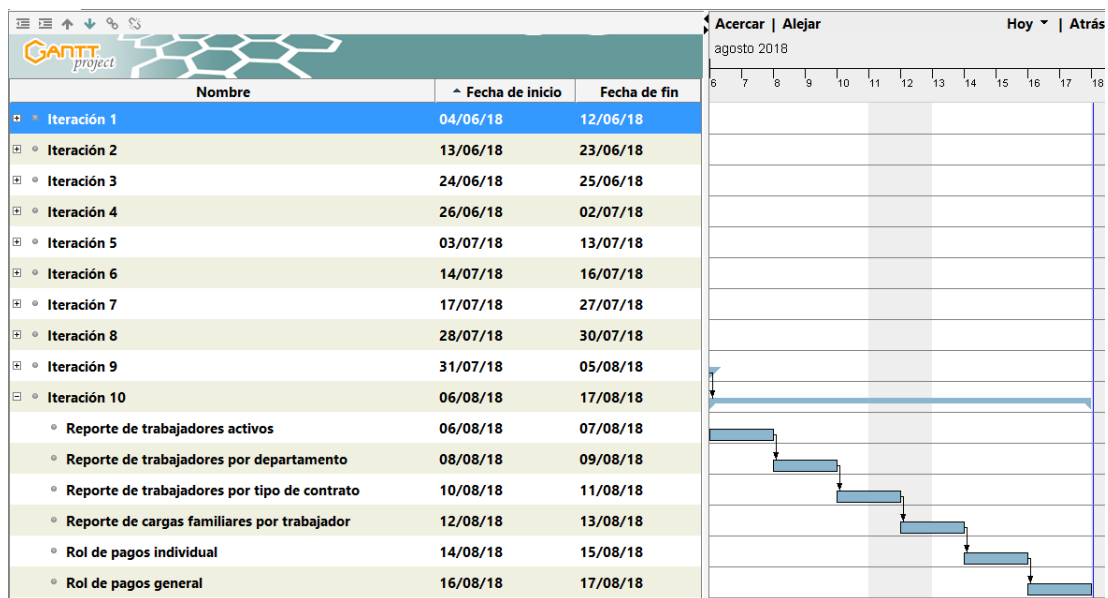 Acercar | Alejar Hoy | Atrás
GANTT project
agosto 2018
6 7 8 9 10 11 12 13 14 15 16 17 18
Nombre Fecha de inicio Fecha de fin
Iteración 1 04/06/18 12/06/18
Iteración 2 13/06/18 23/06/18
Iteración 3 24/06/18 25/06/18
Iteración 4 26/06/18 02/07/18
Iteración 5 03/07/18 13/07/18
Iteración 6 14/07/18 16/07/18
Iteración 7 17/07/18 27/07/18
Iteración 8 28/07/18 30/07/18
Iteración 9 31/07/18 05/08/18
Iteración 10 06/08/18 17/08/18
Reporte de trabajadores activos 06/08/18 07/08/18
Reporte de trabajadores por departamento 08/08/18 09/08/18
Reporte de trabajadores por tipo de contrato 10/08/18 11/08/18
Reporte de cargas familiares por trabajador 12/08/18 13/08/18
Rol de pagos individual 14/08/18 15/08/18
Rol de pagos general 16/08/18 17/08/18